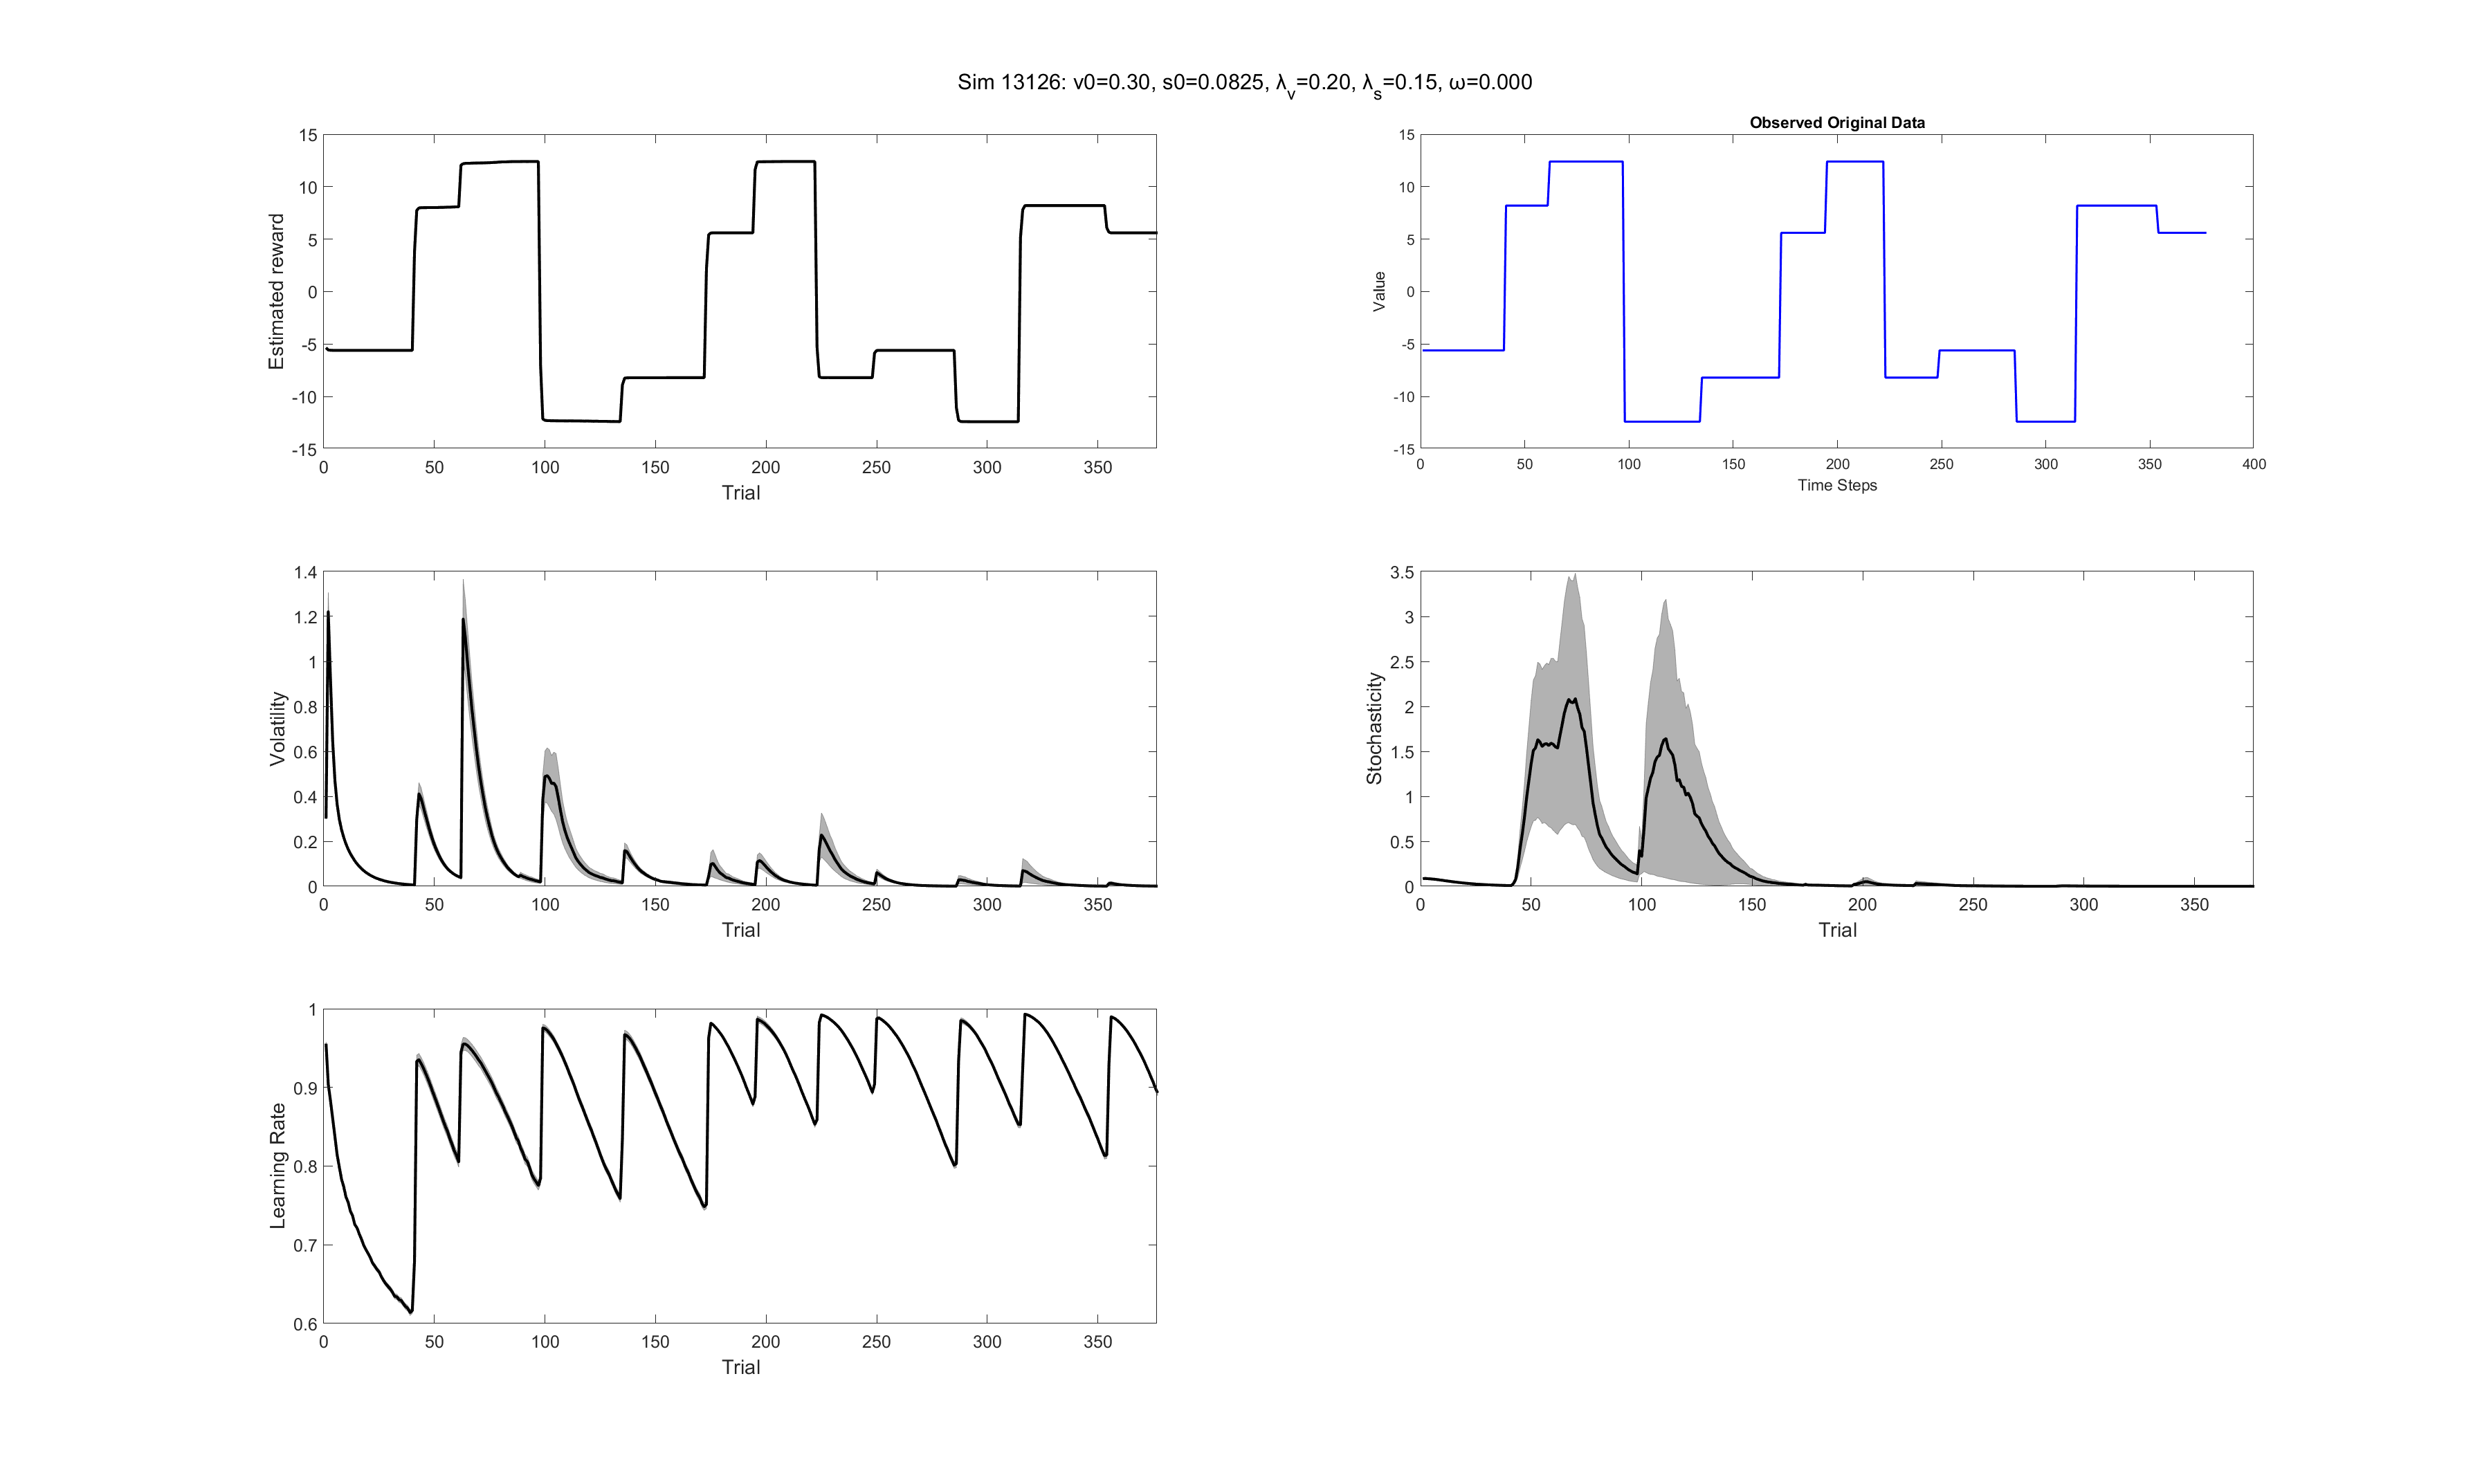 Sim 13126: v0=0.30, s0=0.0825, λv=0.20, λs=0.15, ω=0.000
15
10
5
0
-5
-10
-15
Estimated reward
0 50 100 150 200 250 300 350
Trial
Observed Original Data
15
10
5
0
-5
-10
-15
Value
0 50 100 150 200 250 300 350 400
Time Steps
1.4
1.2
1
0.8
0.6
0.4
0.2
0
Volatility
0 50 100 150 200 250 300 350
Trial
3.5
3
2.5
2
1.5
1
0.5
0
Stochasticity
0 50 100 150 200 250 300 350
Trial
1
0.9
0.8
0.7
0.6
Learning Rate
0 50 100 150 200 250 300 350
Trial